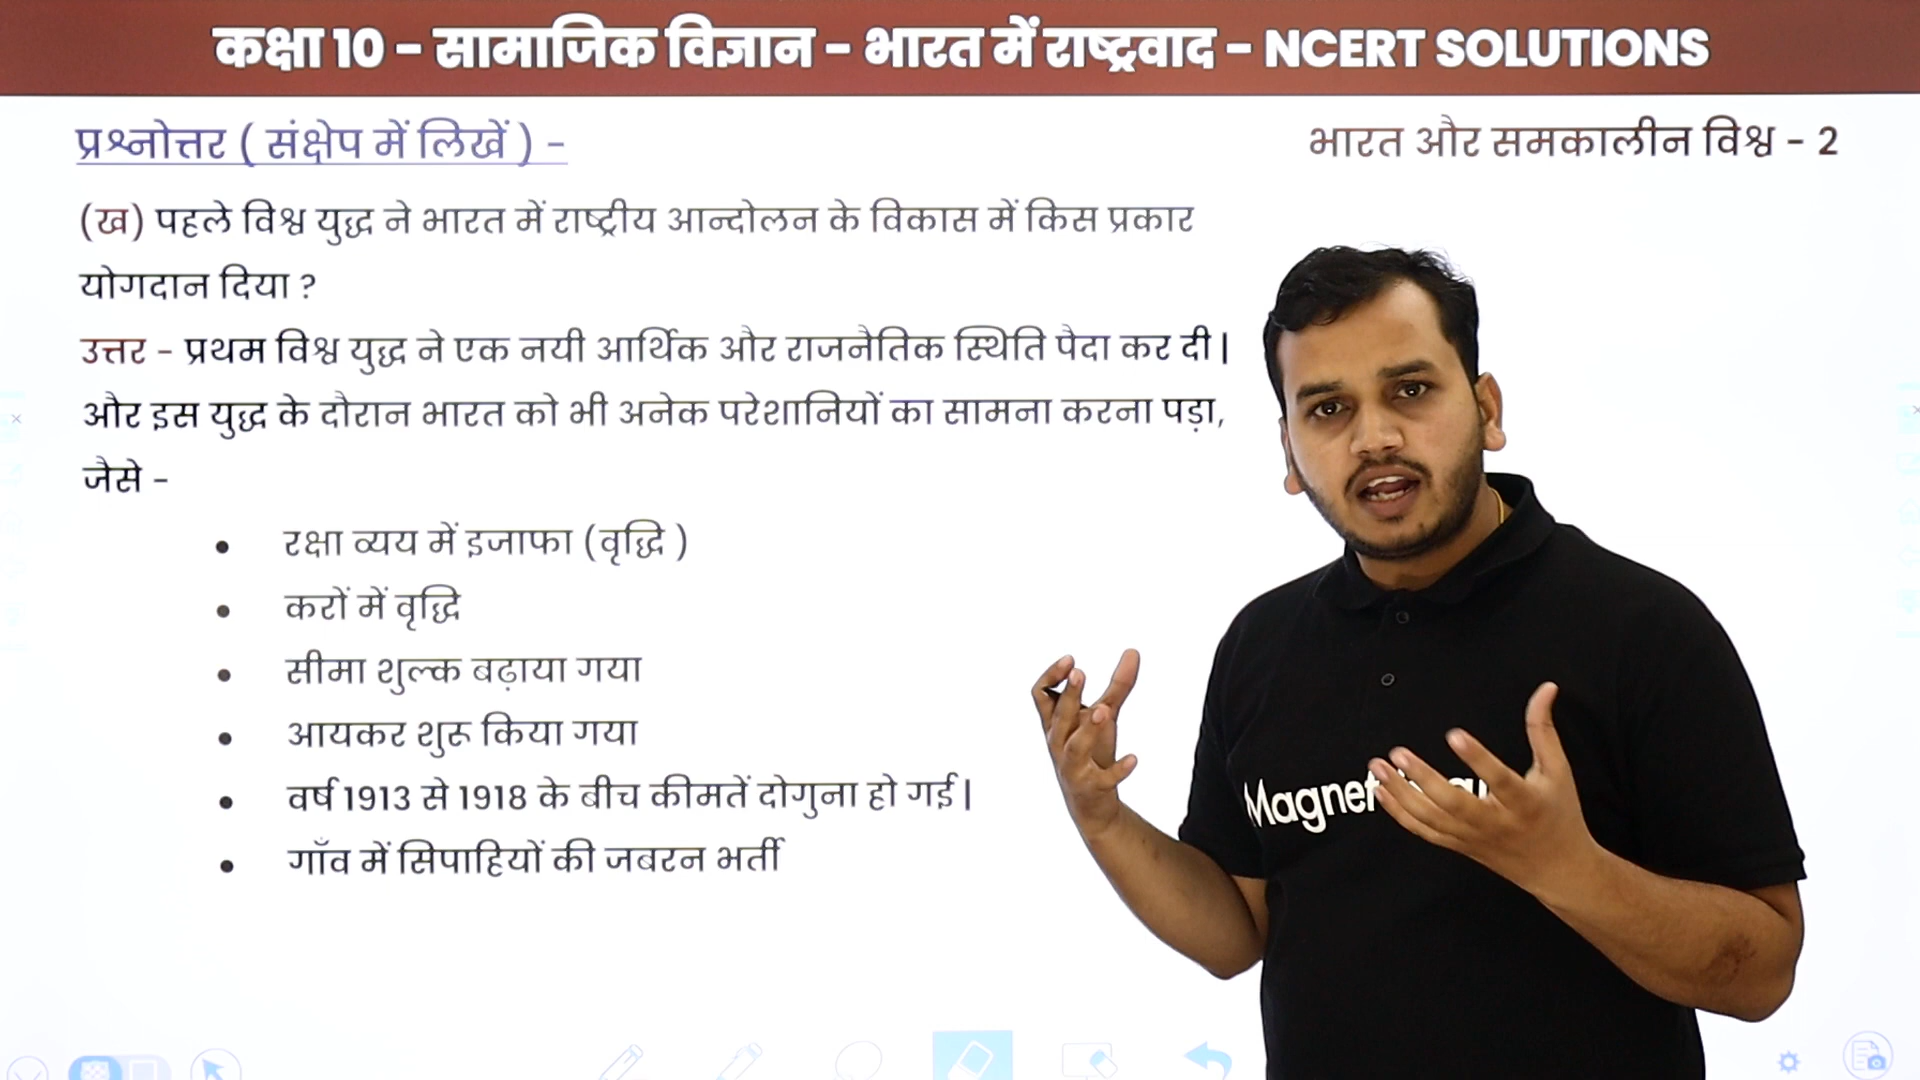 कक्षा 10 - सामाजिक विज्ञान - भारत में राष्ट्रवाद - NCERT SOLUTIONS
प्रश्नोत्तर ( संक्षेप में लिखें ) -
भारत और समकालीन विश्व - 2
(ख) पहले विश्व युद्ध ने भारत में राष्ट्रीय आन्दोलन के विकास में किस प्रकार
योगदान दिया ?
उत्तर - प्रथम विश्व युद्ध ने एक नयी आर्थिक और राजनैतिक स्थिति पैदा कर दी |
और इस युद्ध के दौरान भारत को भी अनेक परेशानियों का सामना करना पड़ा,
जैसे -
• रक्षा व्यय में इजाफा (वृद्धि )
• करों में वृद्धि
• सीमा शुल्क बढ़ाया गया
• आयकर शुरू किया गया
• वर्ष 1913 से 1918 के बीच कीमतें दोगुना हो गई |
• गाँव में सिपाहियों की जबरन भर्ती
Magnet